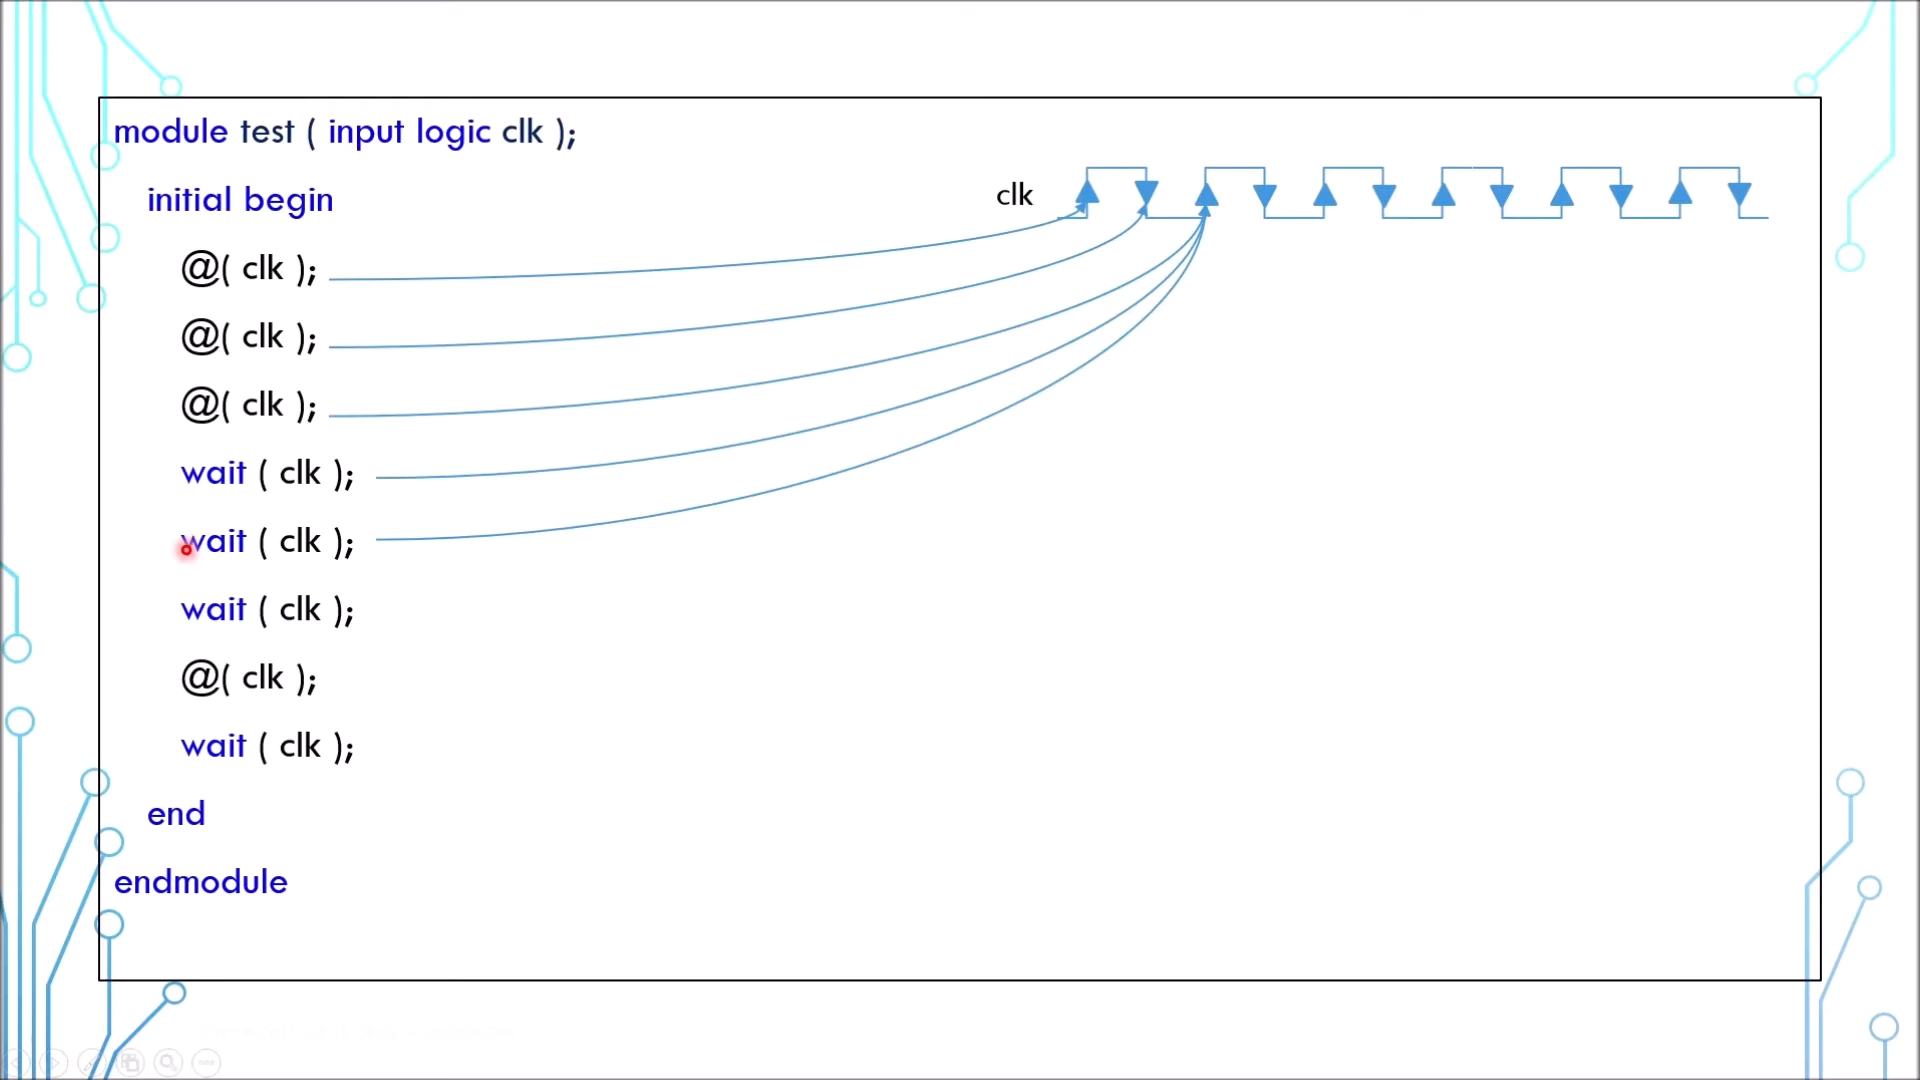 module test ( input logic clk );
clk
initial begin
@( clk );
@( clk );
@( clk );
wait ( clk );
wait ( clk );
wait ( clk );
@( clk );
wait ( clk );
end
endmodule